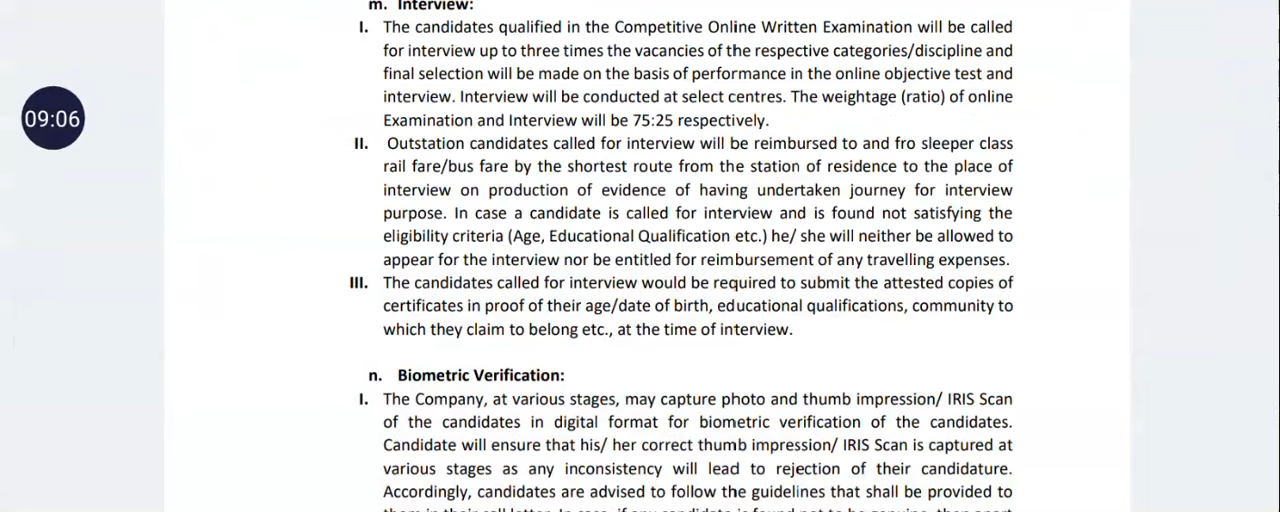 m. Interview:
I. The candidates qualified in the Competitive Online Written Examination will be called
for interview up to three times the vacancies of the respective categories/discipline and
final selection will be made on the basis of performance in the online objective test and
interview. Interview will be conducted at select centres. The weightage (ratio) of online
09:06
Examination and Interview will be 75:25 respectively.
II. Outstation candidates called for interview will be reimbursed to and fro sleeper class
rail fare/bus fare by the shortest route from the station of residence to the place of
interview on production of evidence of having undertaken journey for interview
purpose. In case a candidate is called for interview and is found not satisfying the
eligibility criteria (Age, Educational Qualification etc.) he/ she will neither be allowed to
appear for the interview nor be entitled for reimbursement of any travelling expenses.
III. The candidates called for interview would be required to submit the attested copies of
certificates in proof of their age/date of birth, educational qualifications, community to
which they claim to belong etc., at the time of interview.
n. Biometric Verification:
I. The Company, at various stages, may capture photo and thumb impression/ IRIS Scan
of the candidates in digital format for biometric verification of the candidates.
Candidate will ensure that his/ her correct thumb impression/ IRIS Scan is captured at
various stages as any inconsistency will lead to rejection of their candidature.
Accordingly, candidates are advised to follow the guidelines that shall be provided to